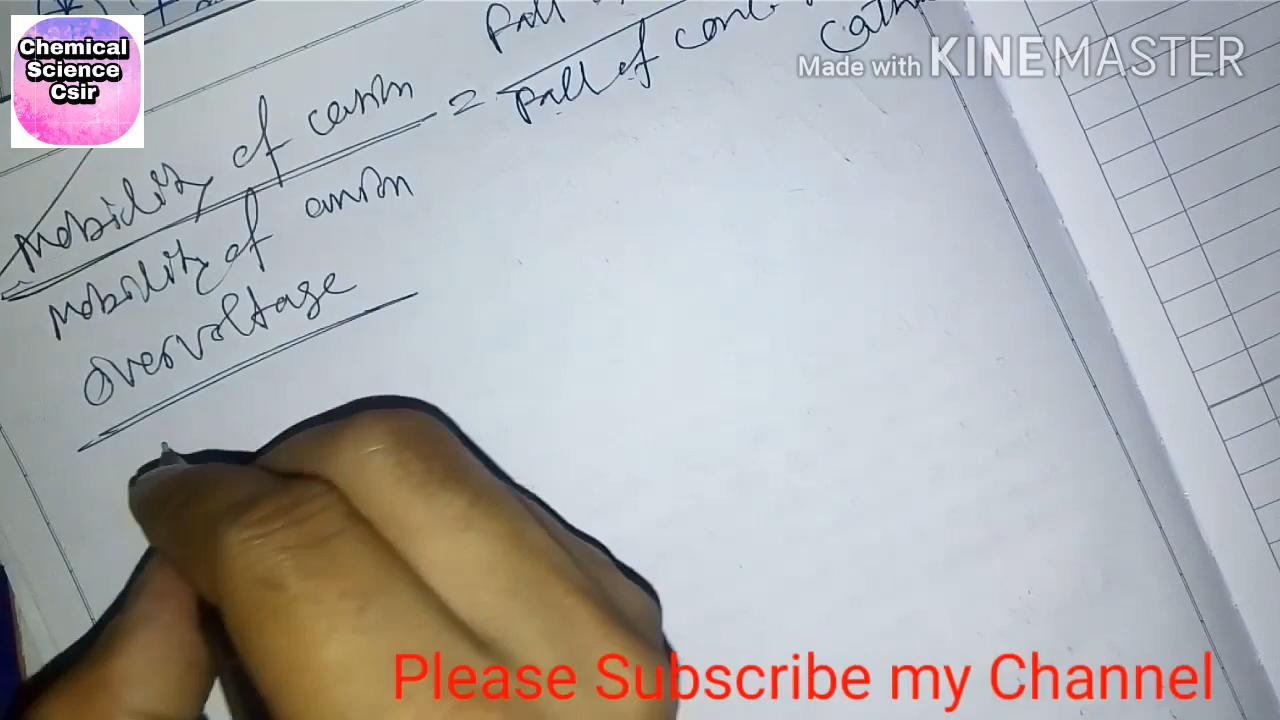 Chemical
Science
Csir
Made with KINEMASTER
fall
mobility of cation = fall of conc.
mobility of anion
overvoltage
Please Subscribe my Channel